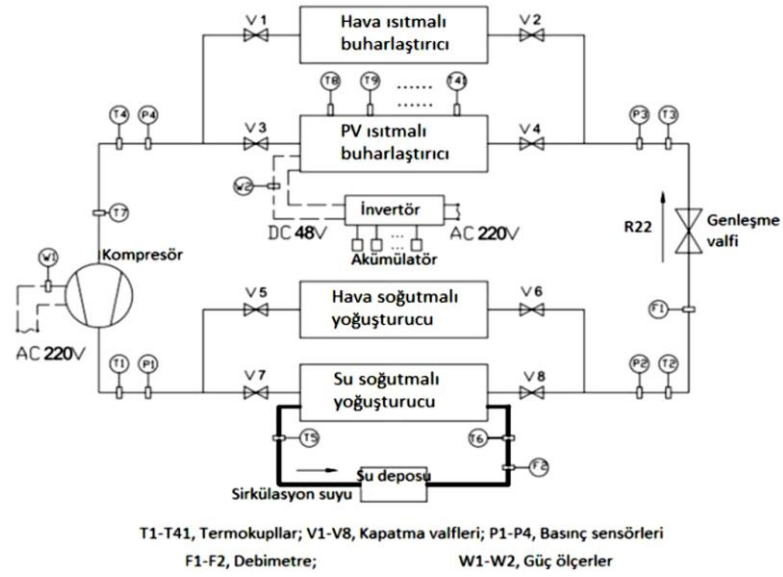 V1
Hava ısıtmalı
buharlaştırıcı
V2
T8 T9 ...... T41
......
T4 P4 V3
PV ısıtmalı
buharlaştırıcı
V4 P3 T3
W2
T7
DC 48V
İnvertör
AC 220V
Akümülatör
R22
Genleşme
valfi
W1
Kompresör
AC 220V
V5
Hava soğutmalı
yoğuşturucu
V6
F1
T1 P1 V7
Su soğutmalı
yoğuşturucu
V8 P2 T2
T5 T6
F2
Su deposu
Sirkülasyon suyu
T1-T41, Termokupllar; V1-V8, Kapatma valfleri; P1-P4, Basınç sensörleri
F1-F2, Debimetre; W1-W2, Güç ölçerler